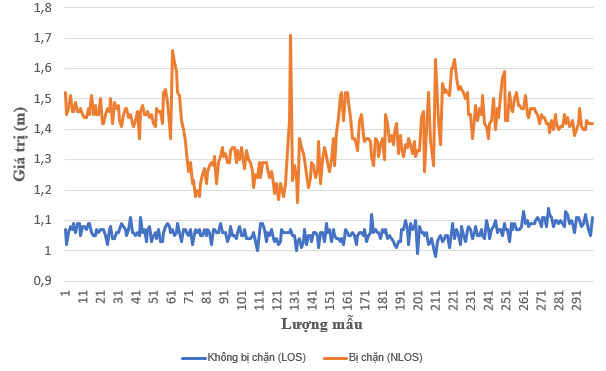 1,8
1,7
1,6
1,5
1,4
1,3
1,2
1,1
1
0,9
Giá trị (m)
1 11 21 31 41 51 61 71 81 91 101 111 121 131 141 151 161 171 181 191 201 211 221 231 241 251 261 271 281 291
Lượng mẫu
Không bị chặn (LOS) Bị chặn (NLOS)